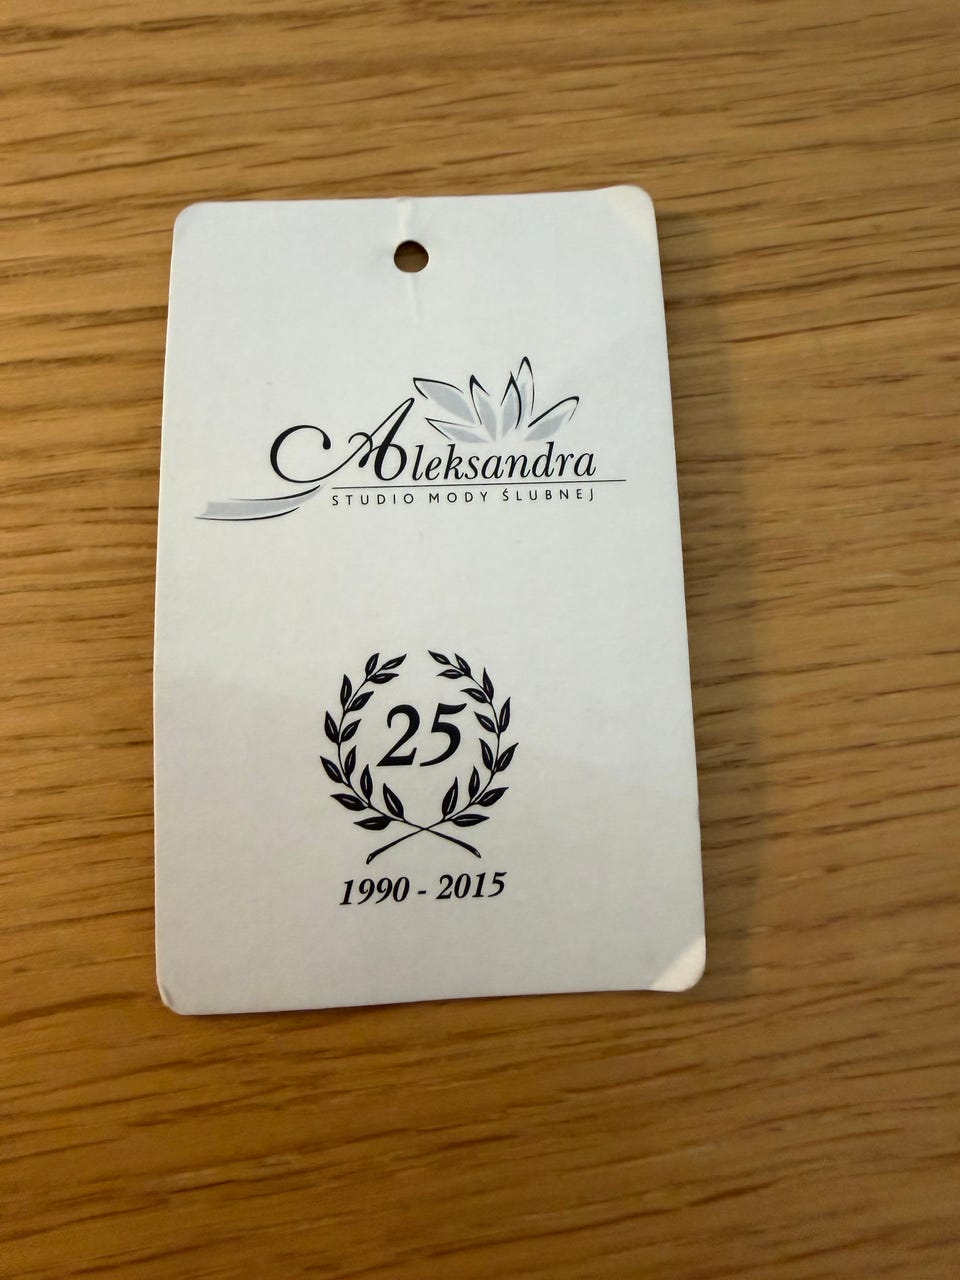 Aleksandra
STUDIO MODY ŚLUBNEJ
25
1990 - 2015